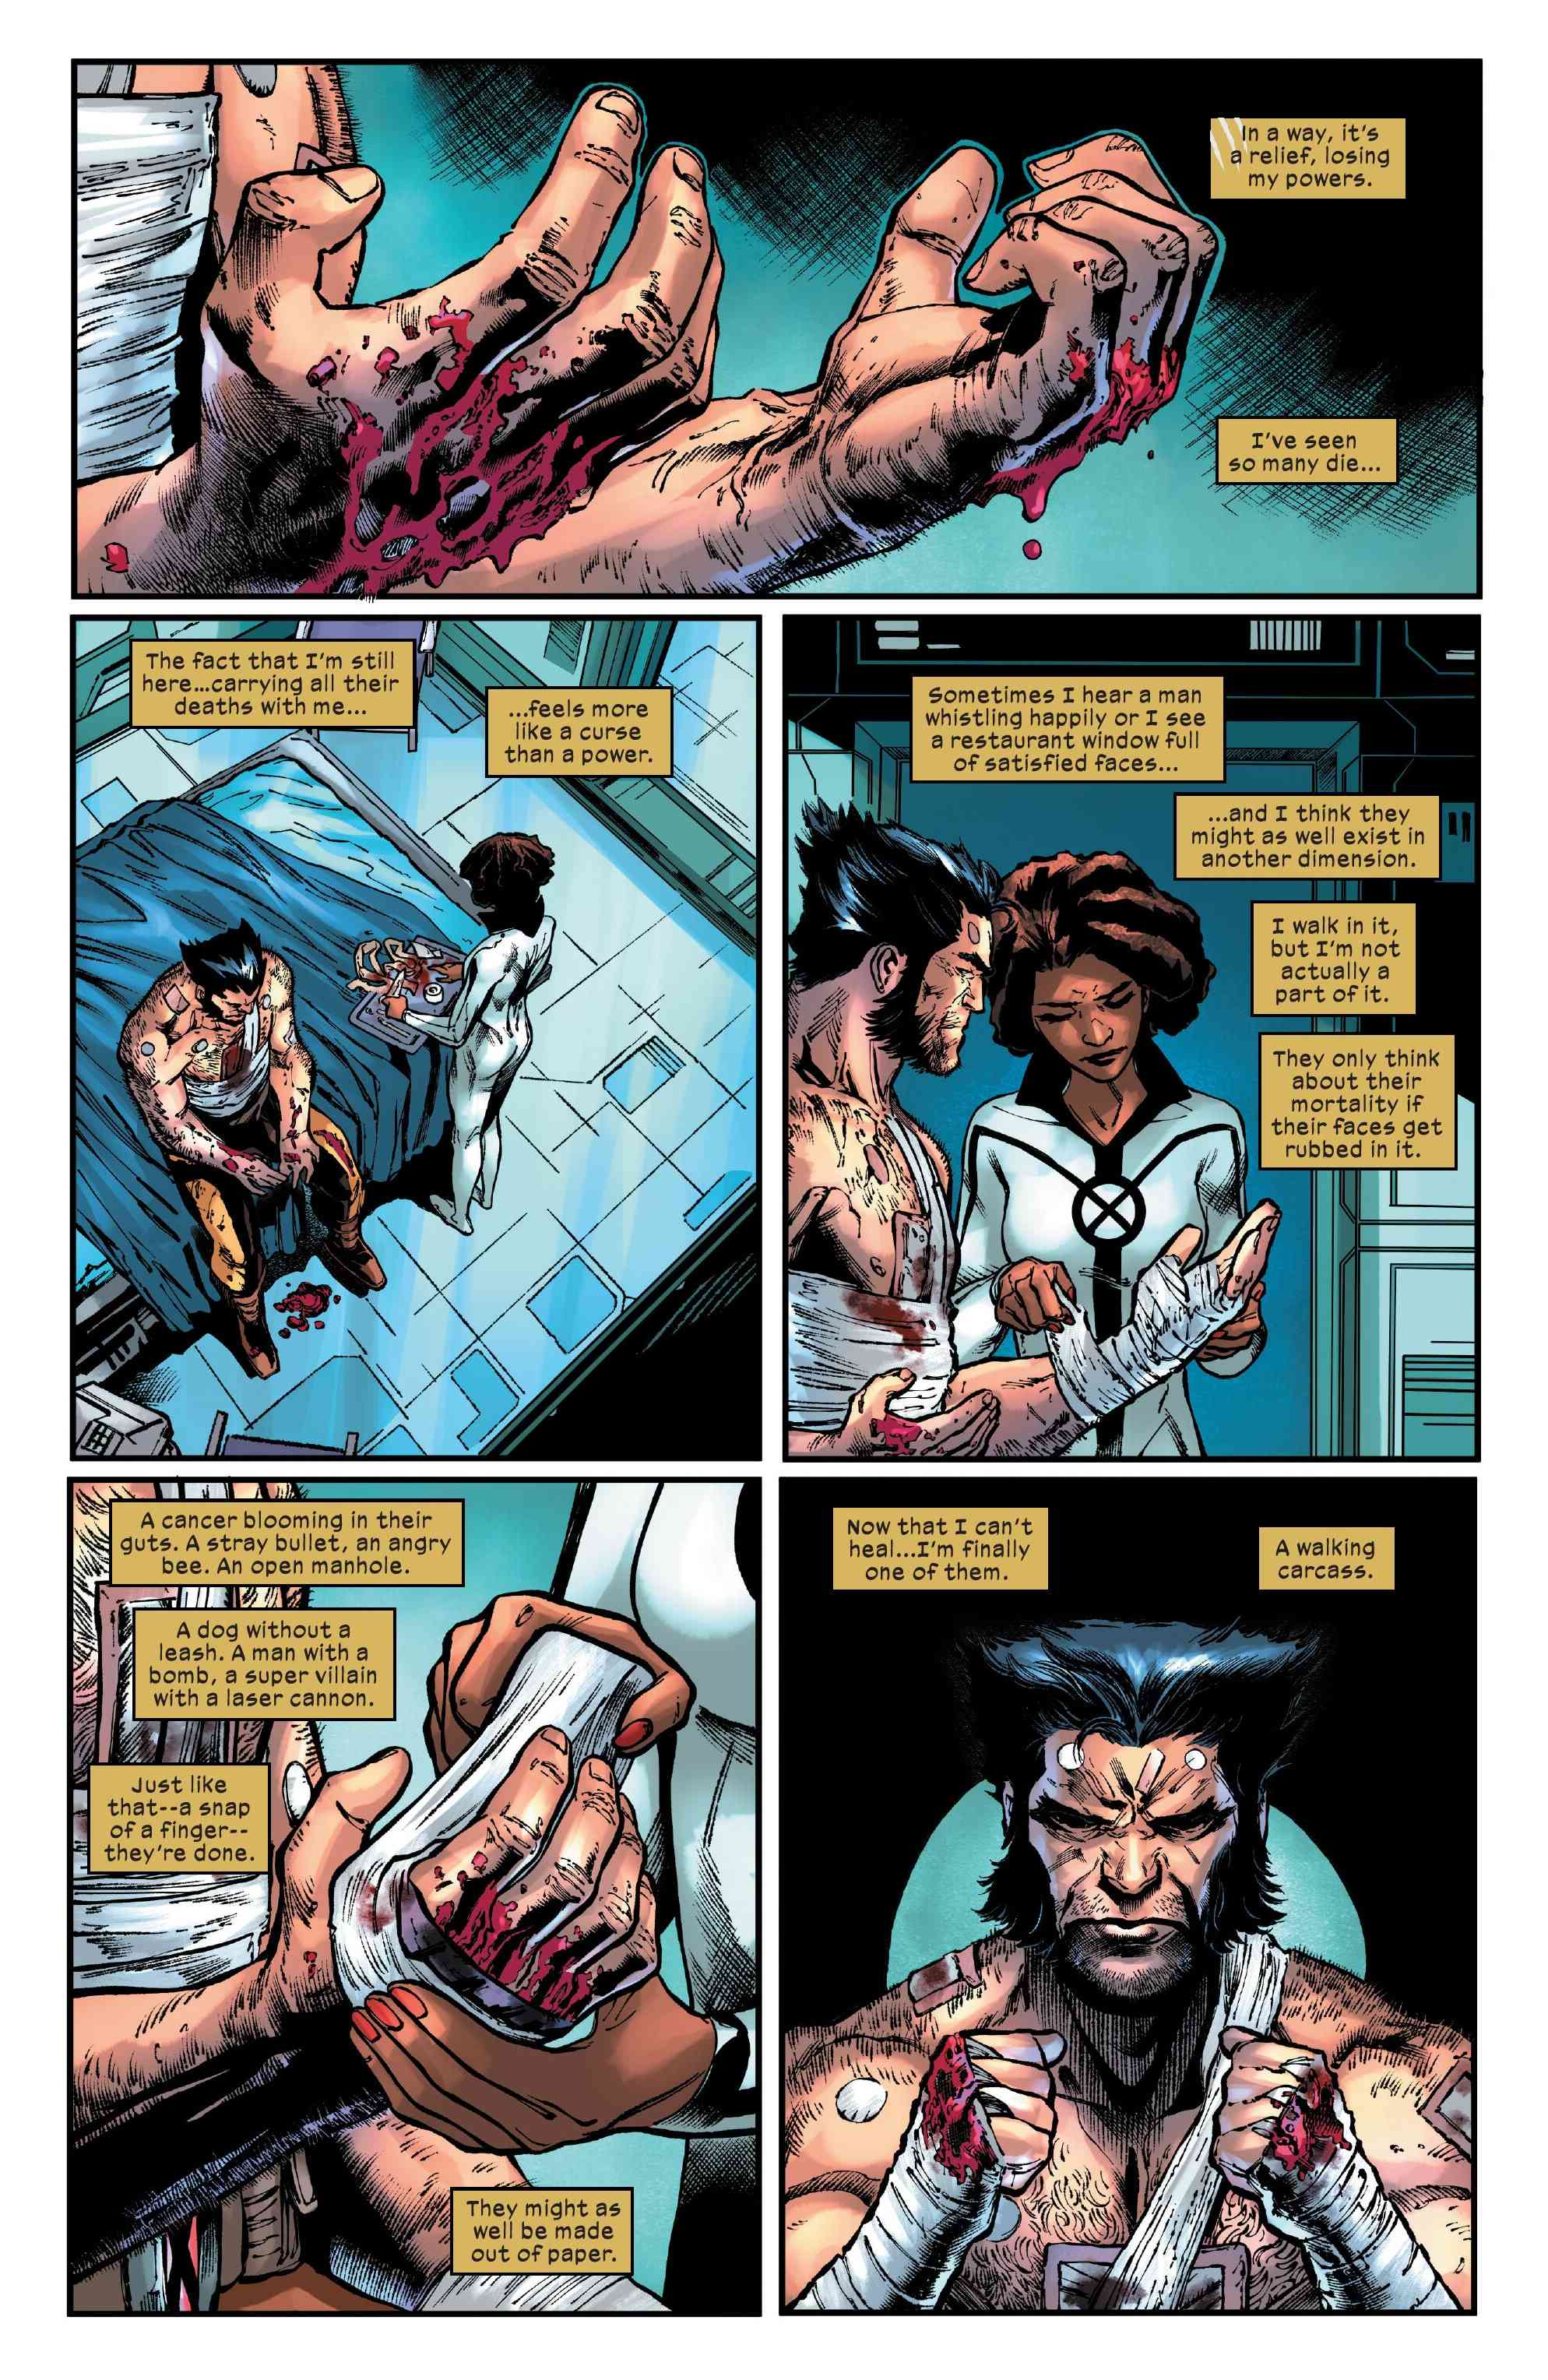 In a way, it's
a relief, losing
my powers.
I've seen
so many die...
The fact that I'm still
here...carrying all their
deaths with me...
...feels more
like a curse
than a power.
Sometimes I hear a man
whistling happily or I see
a restaurant window full
of satisfied faces...
...and I think they
might as well exist in
another dimension.
I walk in it,
but I'm not
actually a
part of it.
They only think
about their
mortality if
their faces get
rubbed in it.
A cancer blooming in their
guts. A stray bullet, an angry
bee. An open manhole.
A dog without a
leash. A man with a
bomb, a super villain
with a laser cannon.
Just like
that--a snap
of a finger--
they're done.
They might as
well be made
out of paper.
Now that I can't
heal...I'm finally
one of them.
A walking
carcass.